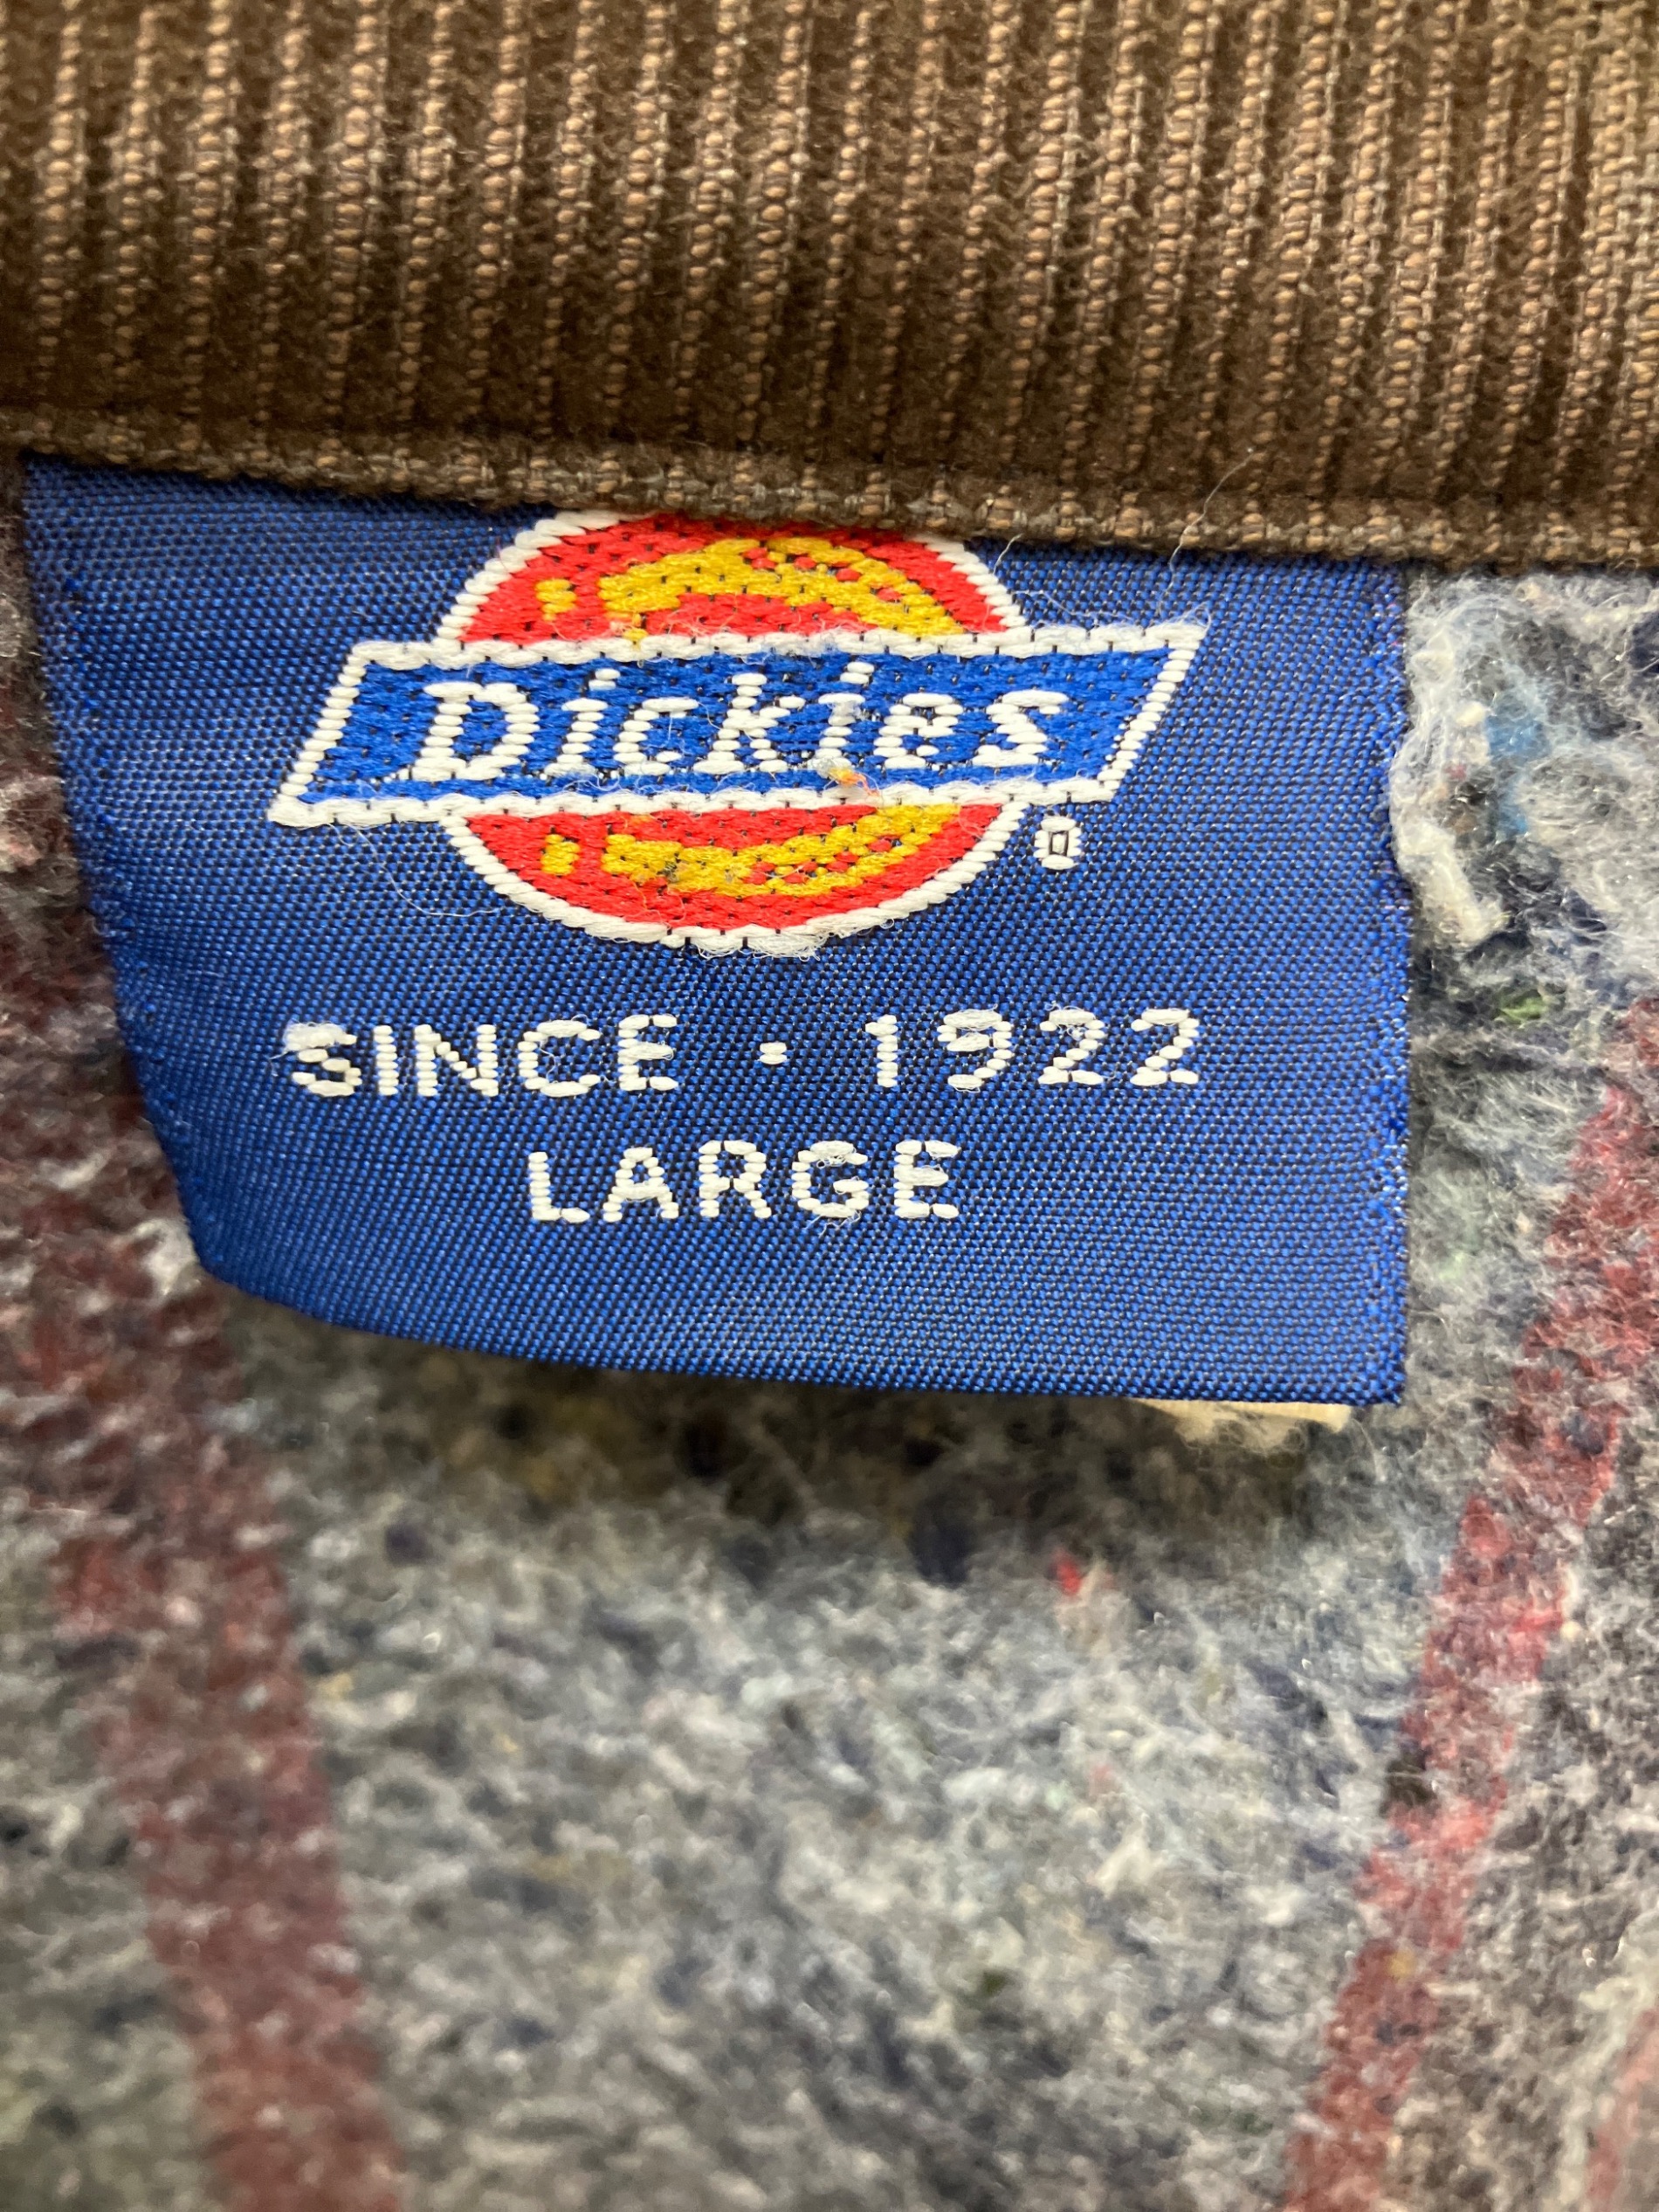 Dickies
®
SINCE · 1922
LARGE